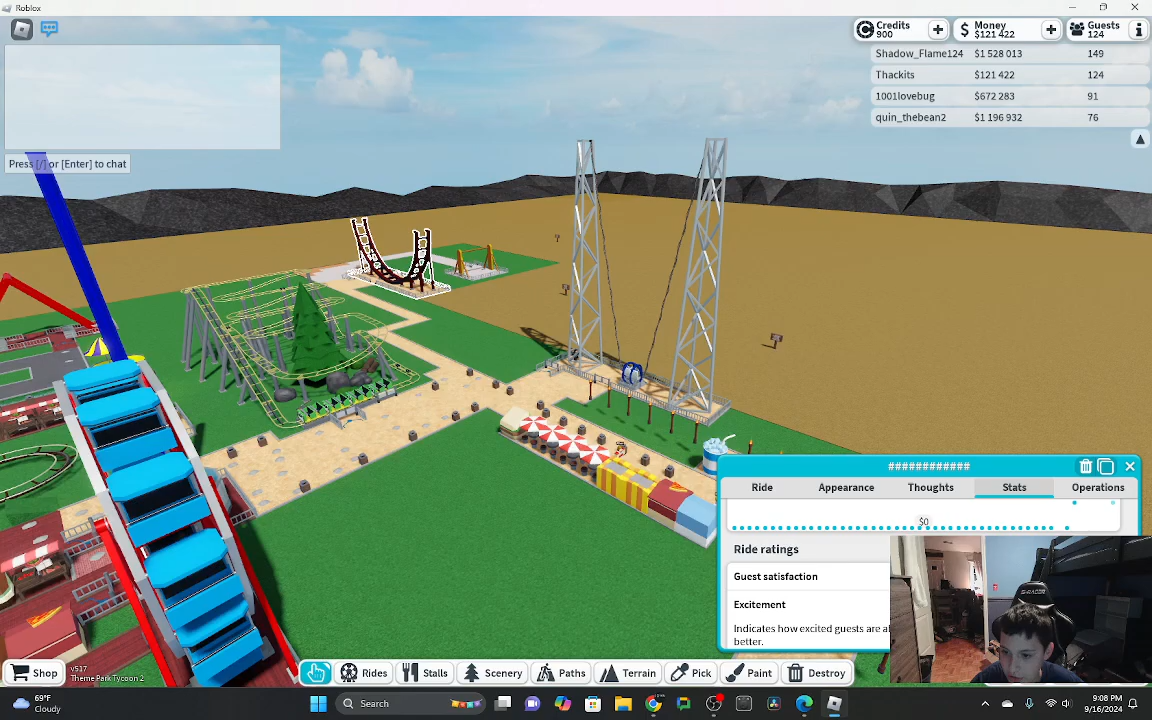 Roblox
Credits
900
Money
$121 422
Guests
124
Shadow_Flame124 $1 528 013 149
Thackits $121 422 124
1001lovebug $672 283 91
quin_thebean2 $1 196 932 76
Press [/] or [Enter] to chat
############
Ride Appearance Thoughts Stats Operations
$0
Ride ratings
Guest satisfaction
Excitement
Indicates how excited guests are
better.
Shop
v517
Theme Park Tycoon 2
Rides Stalls Scenery Paths Terrain Pick Paint Destroy
69°F
Cloudy
Search
9:08 PM
9/16/2024